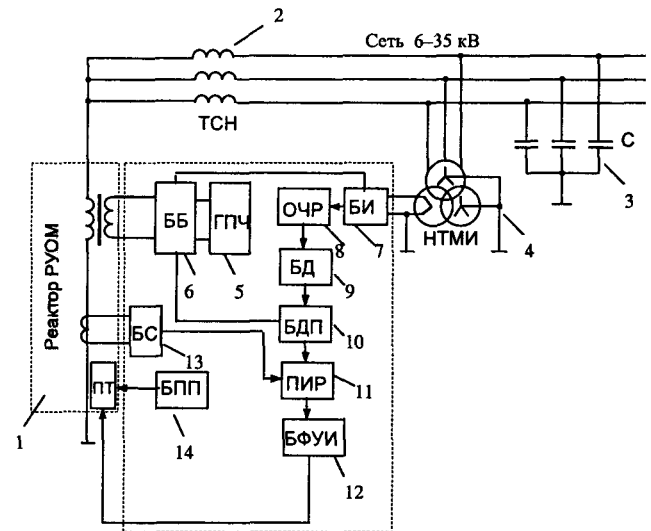 2
Сеть 6–35 кВ
ТСН
С
3
Реактор РУОМ
ББ
ГПЧ
ОЧР
БИ
НТМИ
4
6
5
8
7
БД
9
БДП
10
БС
13
ПИР
11
ПТ
БПП
14
1
БФУИ
12